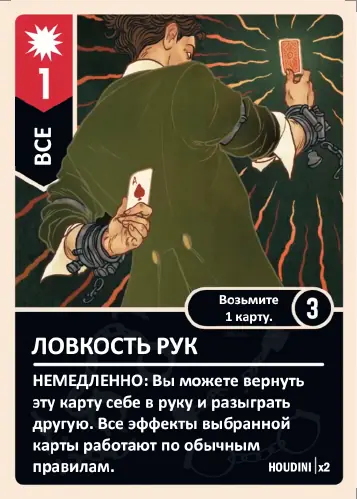 1
ВСЕ
A
Возьмите
1 карту.
3
ЛОВКОСТЬ РУК
НЕМЕДЛЕННО: Вы можете вернуть
эту карту себе в руку и разыграть
другую. Все эффекты выбранной
карты работают по обычным
правилам.
HOUDINI | x2